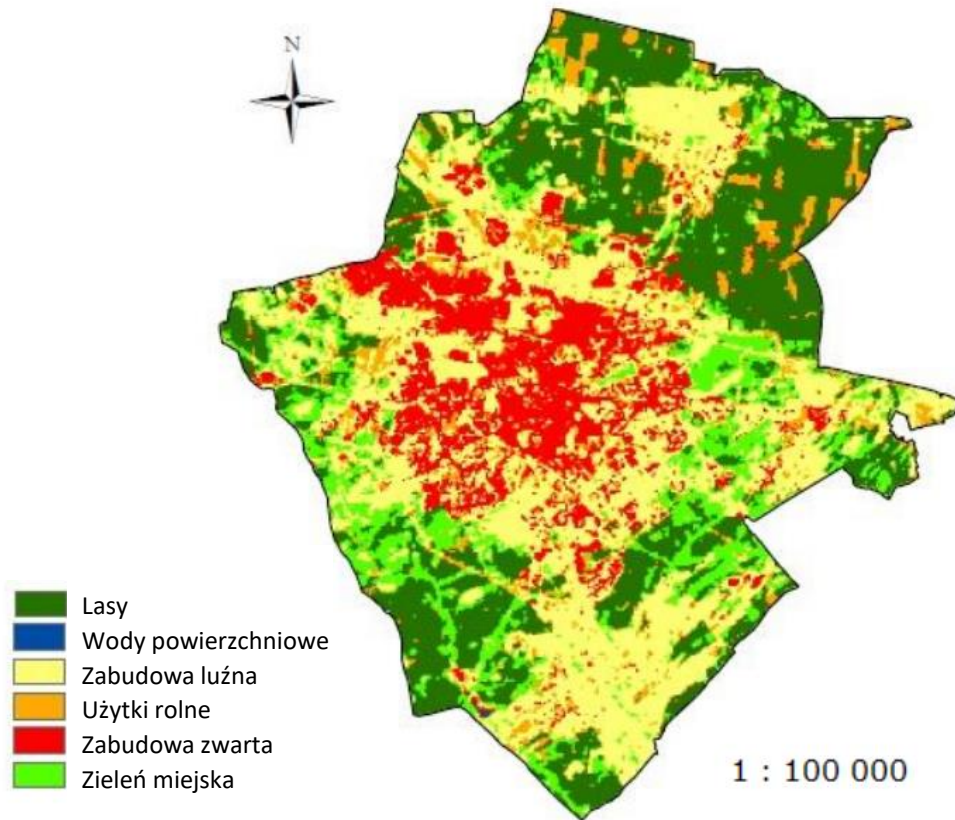 N
Lasy
Wody powierzchniowe
Zabudowa luźna
Użytki rolne
Zabudowa zwarta
Zieleń miejska
1 : 100 000